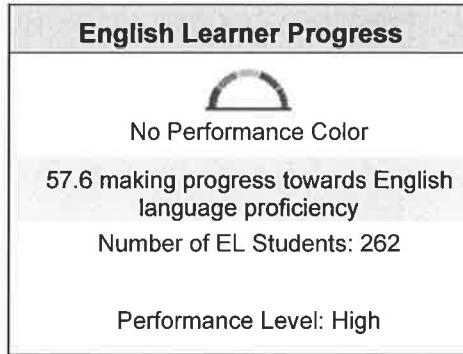 English Learner Progress
No Performance Color
57.6 making progress towards English
language proficiency
Number of EL Students: 262
Performance Level: High